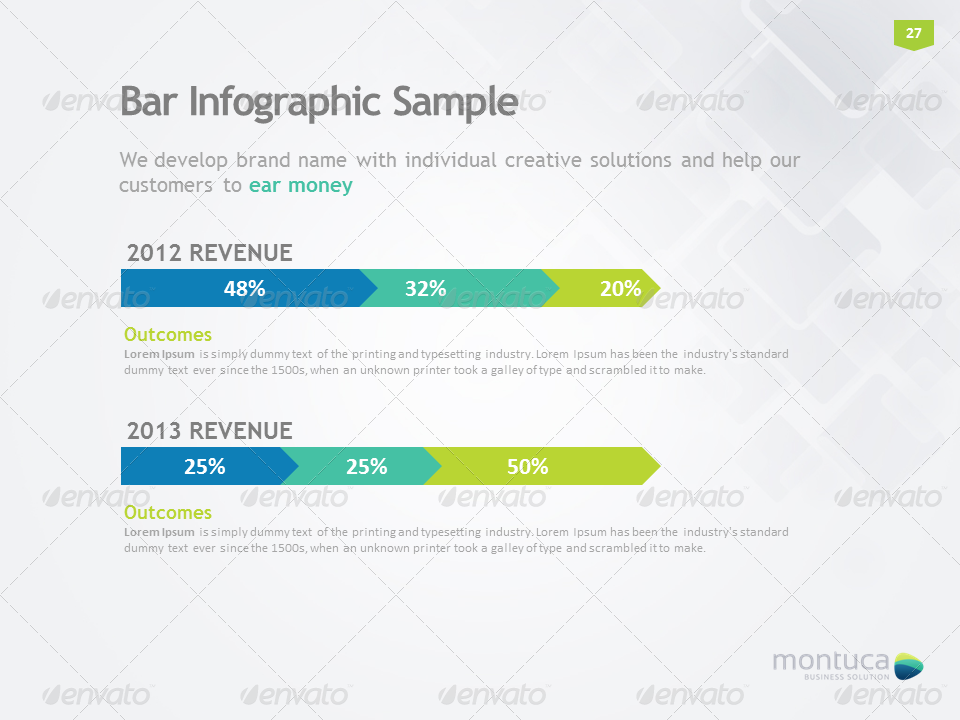 27
Bar Infographic Sample
We develop brand name with individual creative solutions and help our
customers to ear money
2012 REVENUE
48% 32% 20%
Outcomes
Lorem Ipsum is simply dummy text of the printing and typesetting industry. Lorem Ipsum has been the industry's standard
dummy text ever since the 1500s, when an unknown printer took a galley of type and scrambled it to make.
2013 REVENUE
25% 25% 50%
Outcomes
Lorem Ipsum is simply dummy text of the printing and typesetting industry. Lorem Ipsum has been the industry's standard
dummy text ever since the 1500s, when an unknown printer took a galley of type and scrambled it to make.
montuca
BUSINESS SOLUTION
envato envato envato envato envato
envato envato envato envato envato
envato envato envato envato envato
envato envato envato envato envato